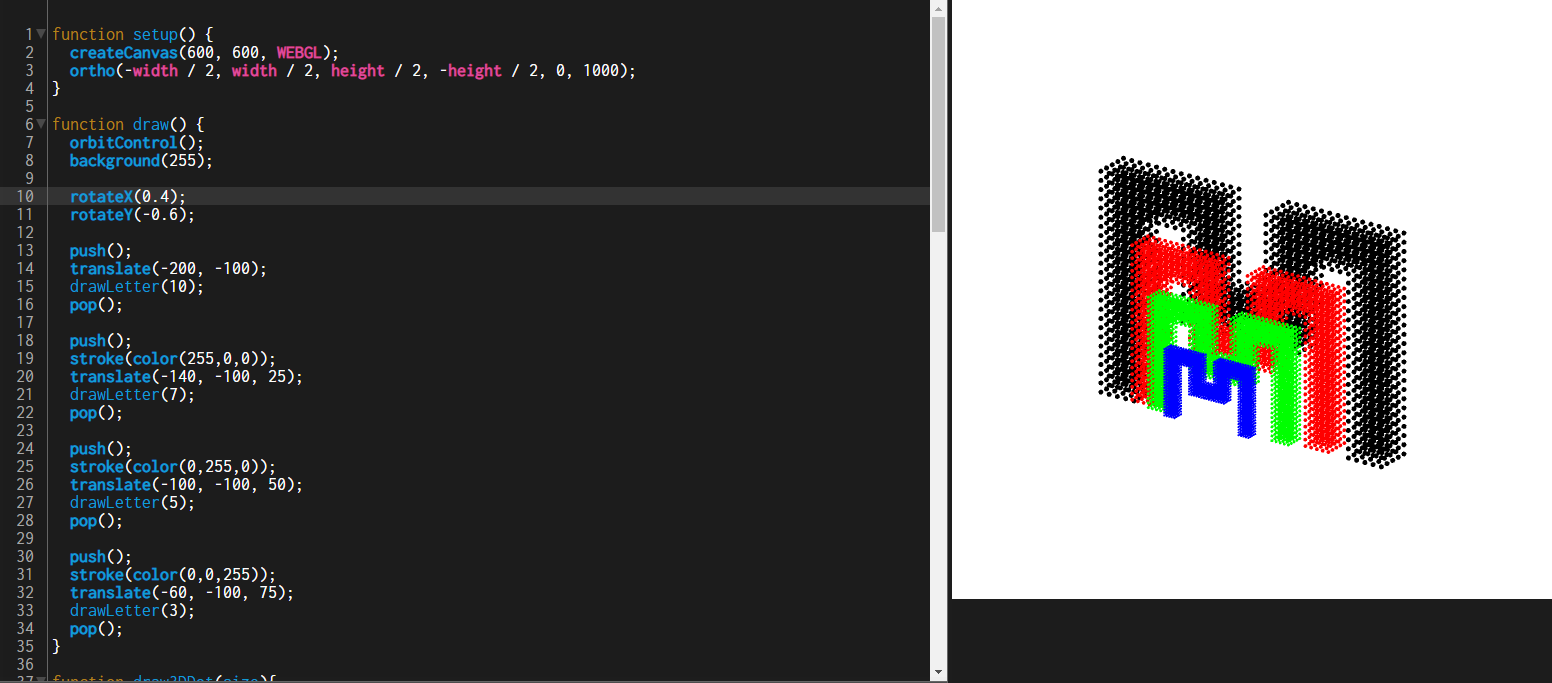 1 function setup() {
2 createCanvas(600, 600, WEBGL);
3 ortho(-width / 2, width / 2, height / 2, -height / 2, 0, 1000);
4 }
5
6 function draw() {
7 orbitControl();
8 background(255);
9
10 rotateX(0.4);
11 rotateY(-0.6);
12
13 push();
14 translate(-200, -100);
15 drawLetter(10);
16 pop();
17
18 push();
19 stroke(color(255,0,0));
20 translate(-140, -100, 25);
21 drawLetter(7);
22 pop();
23
24 push();
25 stroke(color(0,255,0));
26 translate(-100, -100, 50);
27 drawLetter(5);
28 pop();
29
30 push();
31 stroke(color(0,0,255));
32 translate(-60, -100, 75);
33 drawLetter(3);
34 pop();
35 }
36
37 function draw3DDot(size){